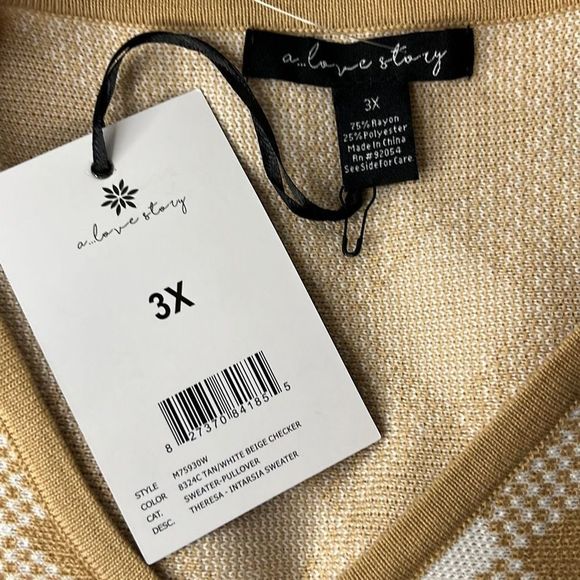 a...love story
3X
75% Rayon
25% Polyester
Made In China
Rn #92054
See Side For Care
a...love story
3X
8 27370 84185 5
STYLE M75930W
COLOR 8324C TAN/WHITE BEIGE CHECKER
CAT. SWEATER-PULLOVER
DESC. THERESA - INTARSIA SWEATER